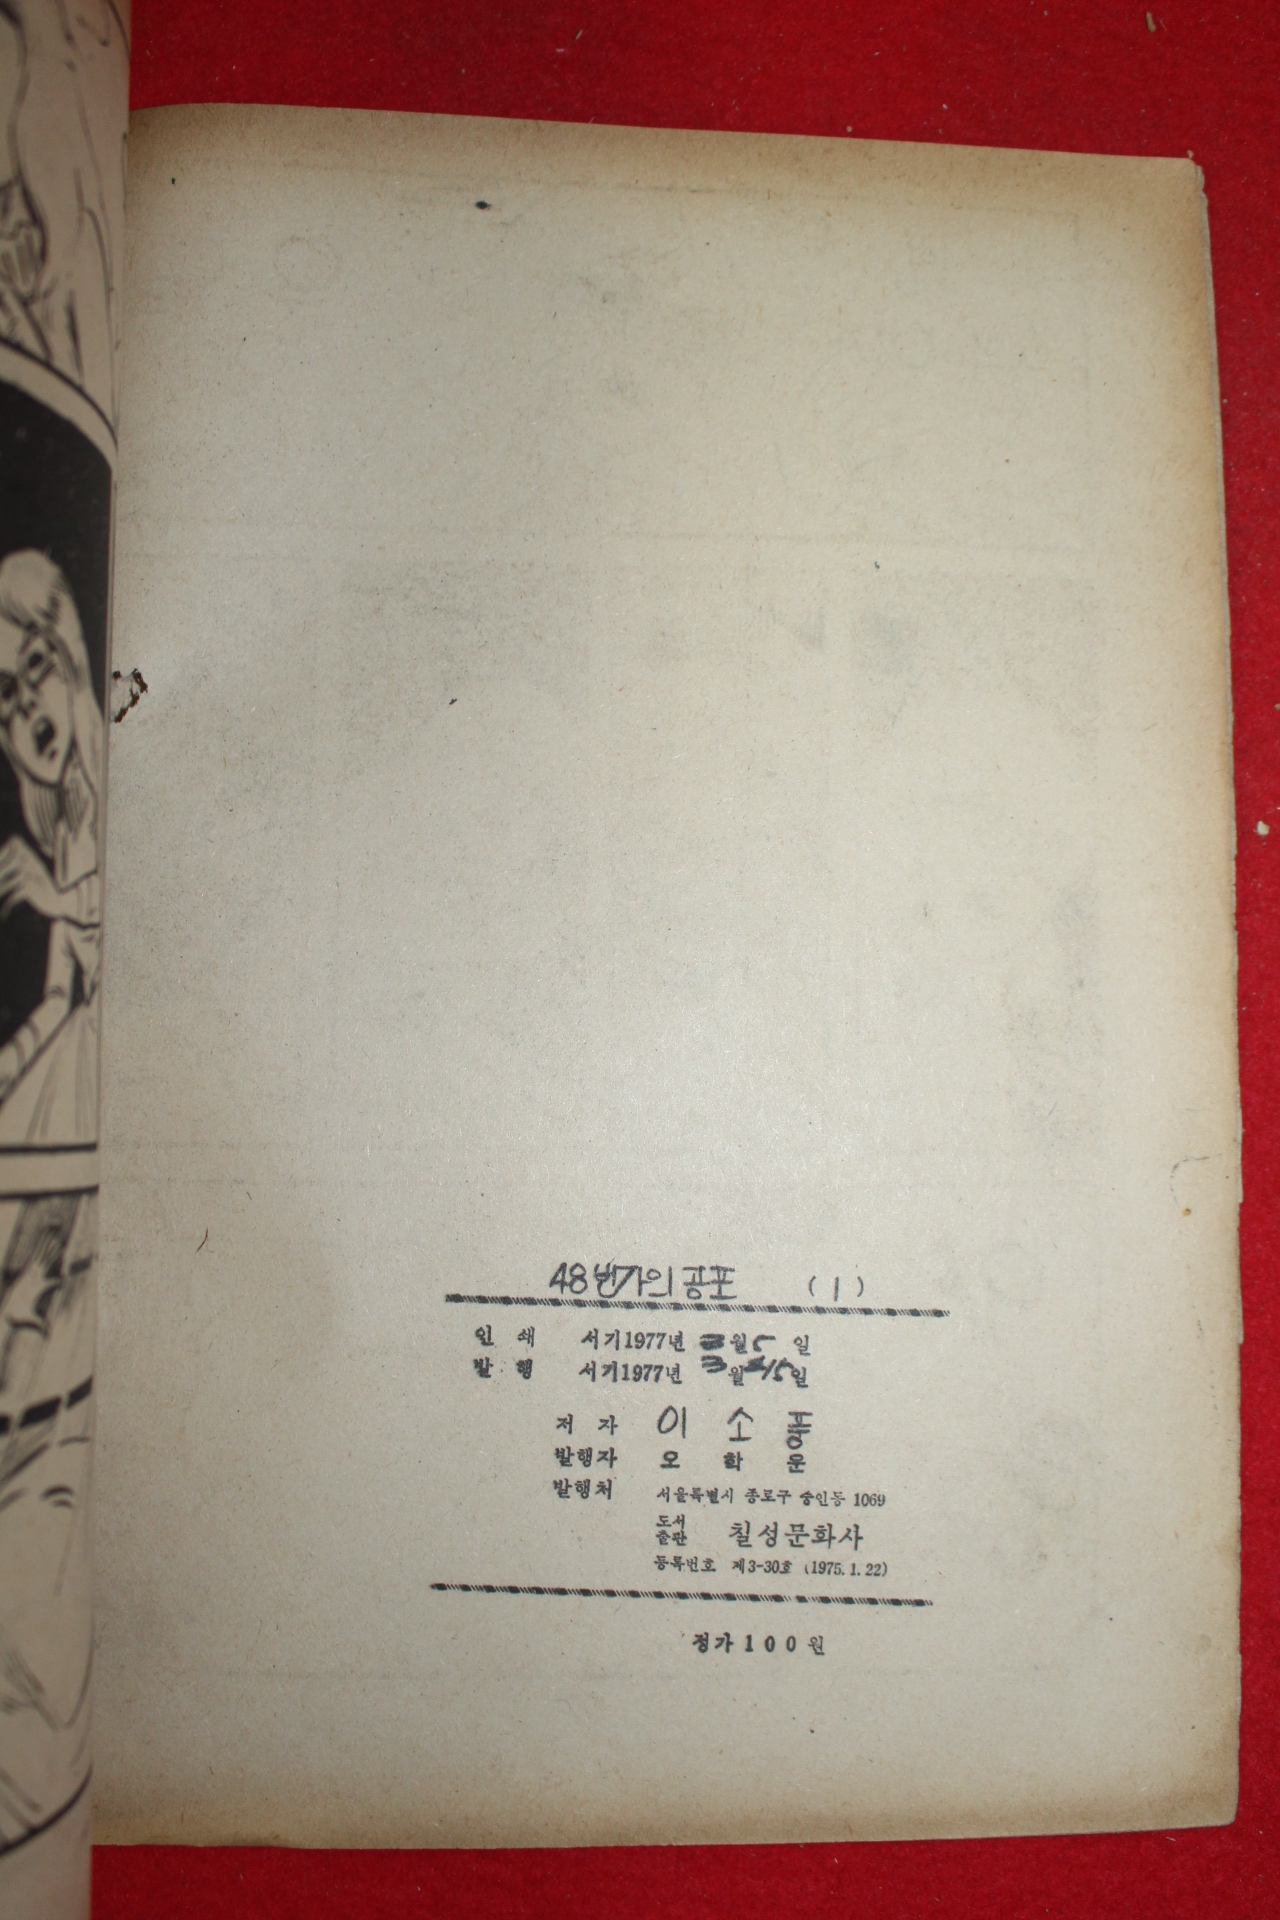 48번가의 공포 (1)
인 쇄 서기1977년 월 5 일
발 행 서기1977년 3 월 일
저 자 이 소 풍
발행자 오 학 운
발행처 서울특별시 종로구 숭인동 1069
도서
출판 칠성문화사
등록번호 제3-30호 (1975.1.22)
정가 100원